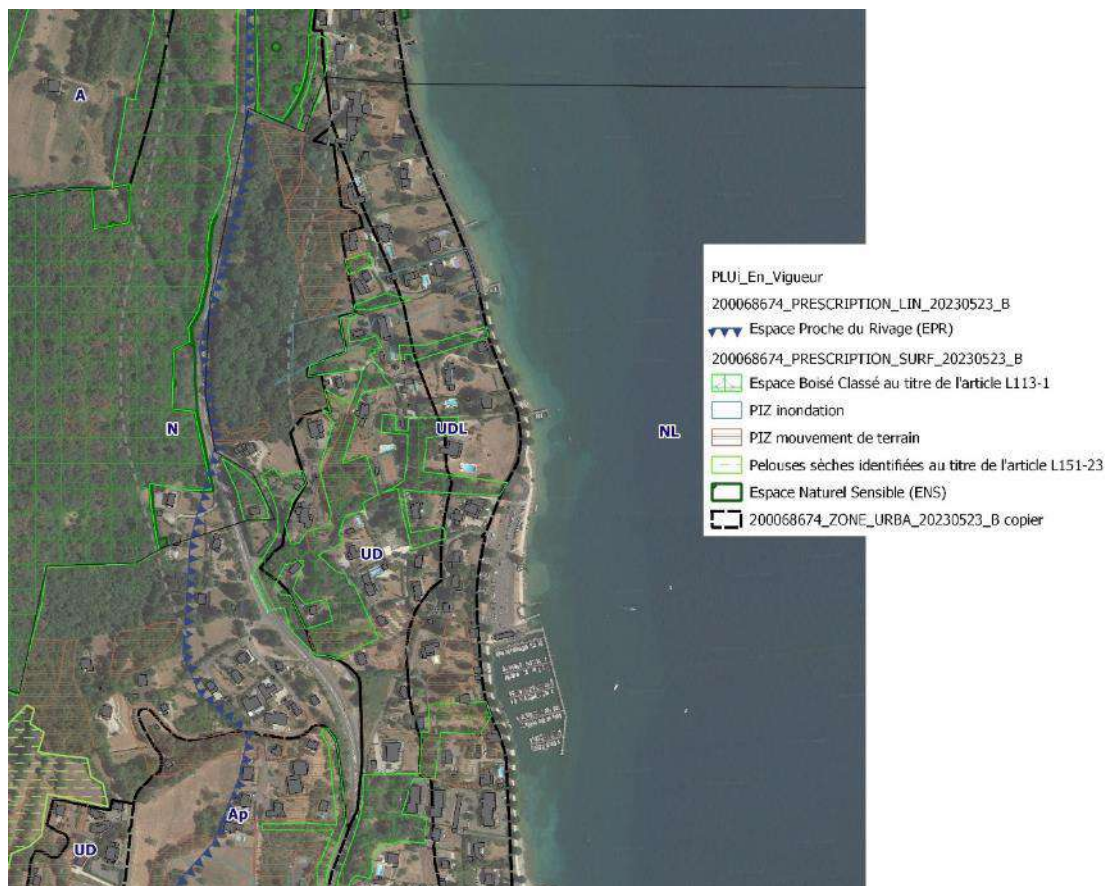 A
N
UDL
UD
NL
Ap
UD
PLUi_En_Vigueur
200068674_PRESCRIPTION_LIN_20230523_B
Espace Proche du Rivage (EPR)
200068674_PRESCRIPTION_SURF_20230523_B
Espace Boisé Classé au titre de l'article L113-1
PIZ inondation
PIZ mouvement de terrain
Pelouses sèches identifiées au titre de l'article L151-23
Espace Naturel Sensible (ENS)
200068674_ZONE_URBA_20230523_B copier